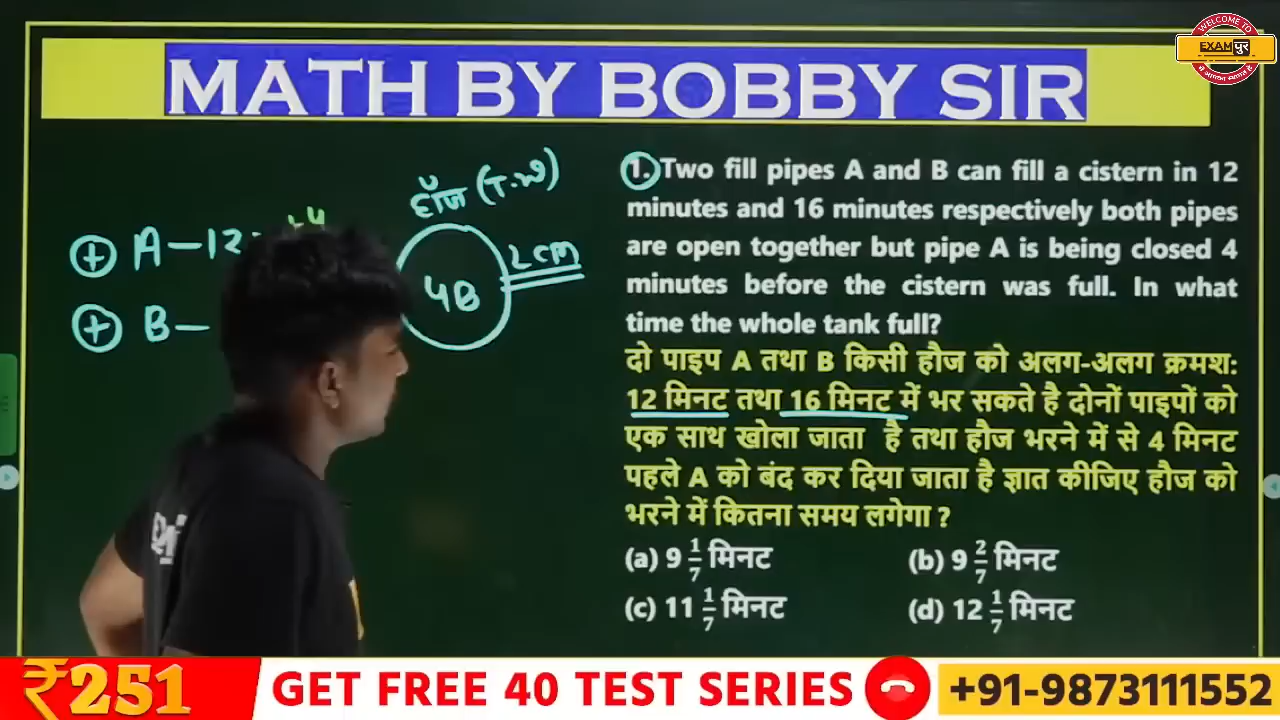 WELCOME TO
EXAMपुर
MATH BY BOBBY SIR
हॉज (T.W)
A-12
48
2 cm
B-
1. Two fill pipes A and B can fill a cistern in 12
minutes and 16 minutes respectively both pipes
are open together but pipe A is being closed 4
minutes before the cistern was full. In what
time the whole tank full?
दो पाइप A तथा B किसी हौज को अलग-अलग क्रमश:
12 मिनट तथा 16 मिनट में भर सकते है दोनों पाइपों को
एक साथ खोला जाता है तथा हौज भरने में से 4 मिनट
पहले A को बंद कर दिया जाता है ज्ञात कीजिए हौज को
भरने में कितना समय लगेगा ?
(a) 9 1/7 मिनट (b) 9 2/7 मिनट
(c) 11 1/7 मिनट (d) 12 1/7 मिनट
₹251
GET FREE 40 TEST SERIES
+91-9873111552